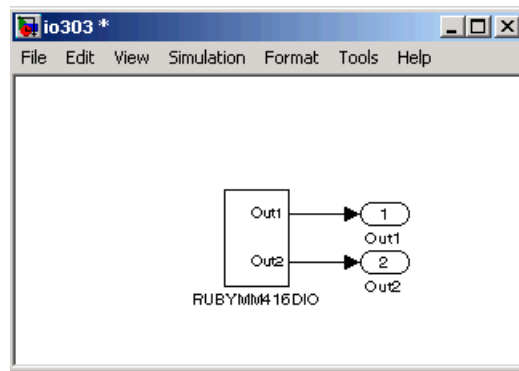 io303 *
File Edit View Simulation Format Tools Help
Out1
1
Out1
Out2
2
Out2
RUBYMM416DIO